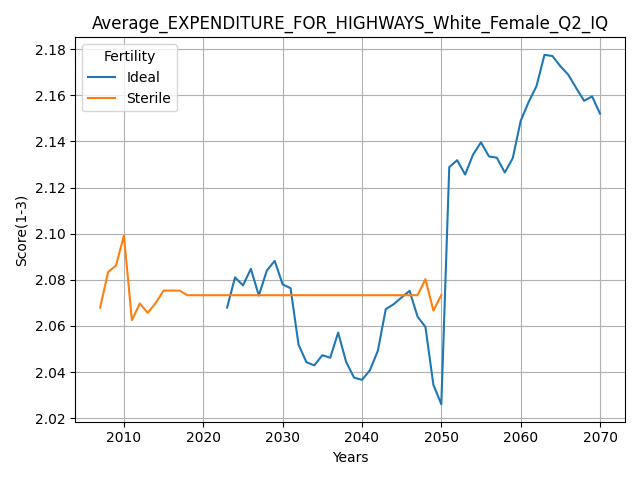 Average_EXPENDITURE_FOR_HIGHWAYS_White_Female_Q2_IQ
Fertility
Ideal
Sterile
Score(1-3)
2.18
2.16
2.14
2.12
2.10
2.08
2.06
2.04
2.02
2010
2020
2030
2040
2050
2060
2070
Years